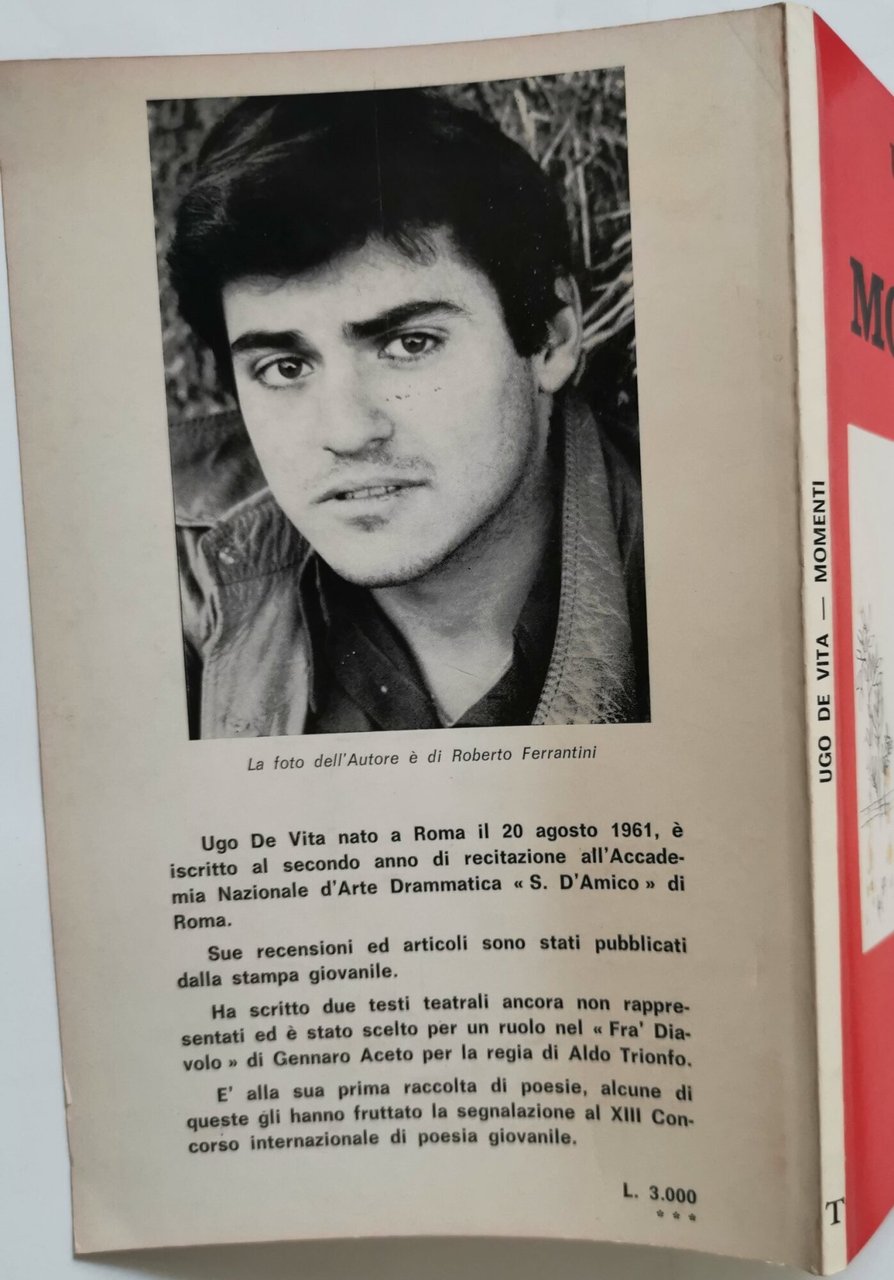 La foto dell'Autore è di Roberto Ferrantini
Ugo De Vita nato a Roma il 20 agosto 1961, è
iscritto al secondo anno di recitazione all'Accade-
mia Nazionale d'Arte Drammatica « S. D'Amico » di
Roma.
Sue recensioni ed articoli sono stati pubblicati
dalla stampa giovanile.
Ha scritto due testi teatrali ancora non rappre-
sentati ed è stato scelto per un ruolo nel « Fra' Dia-
volo » di Gennaro Aceto per la regia di Aldo Trionfo.
E' alla sua prima raccolta di poesie, alcune di
queste gli hanno fruttato la segnalazione al XIII Con-
corso internazionale di poesia giovanile.
L. 3.000
* * *
UGO DE VITA — MOMENTI
T
MO